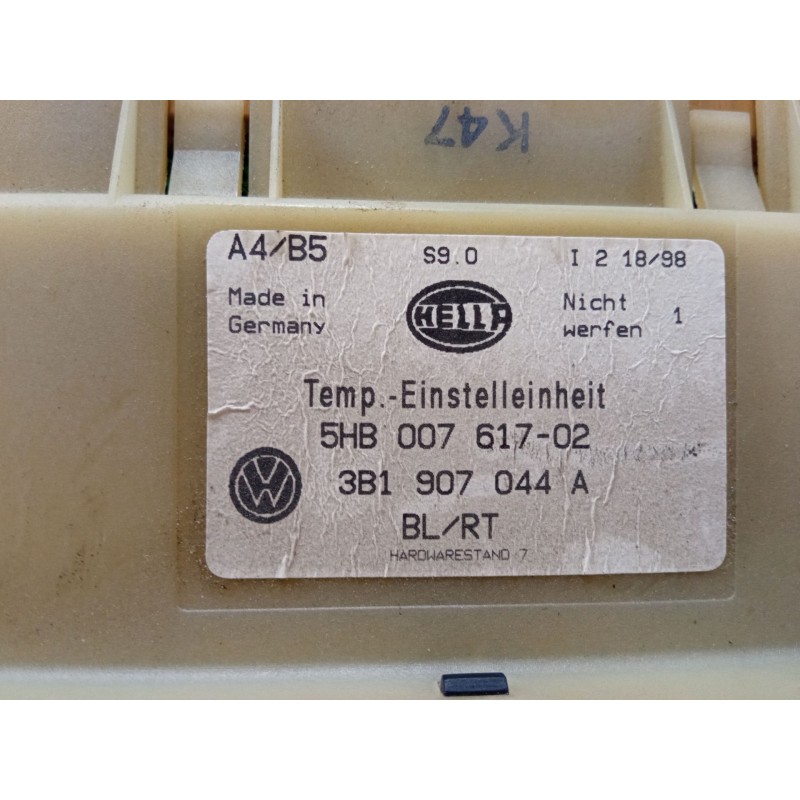 K47
A4/B5 S9.0 I 2 18/98
Made in Germany HELLA Nicht werfen 1
Temp.-Einstelleinheit
5HB 007 617-02
VW 3B1 907 044 A
BL/RT
HARDWARESTAND 7